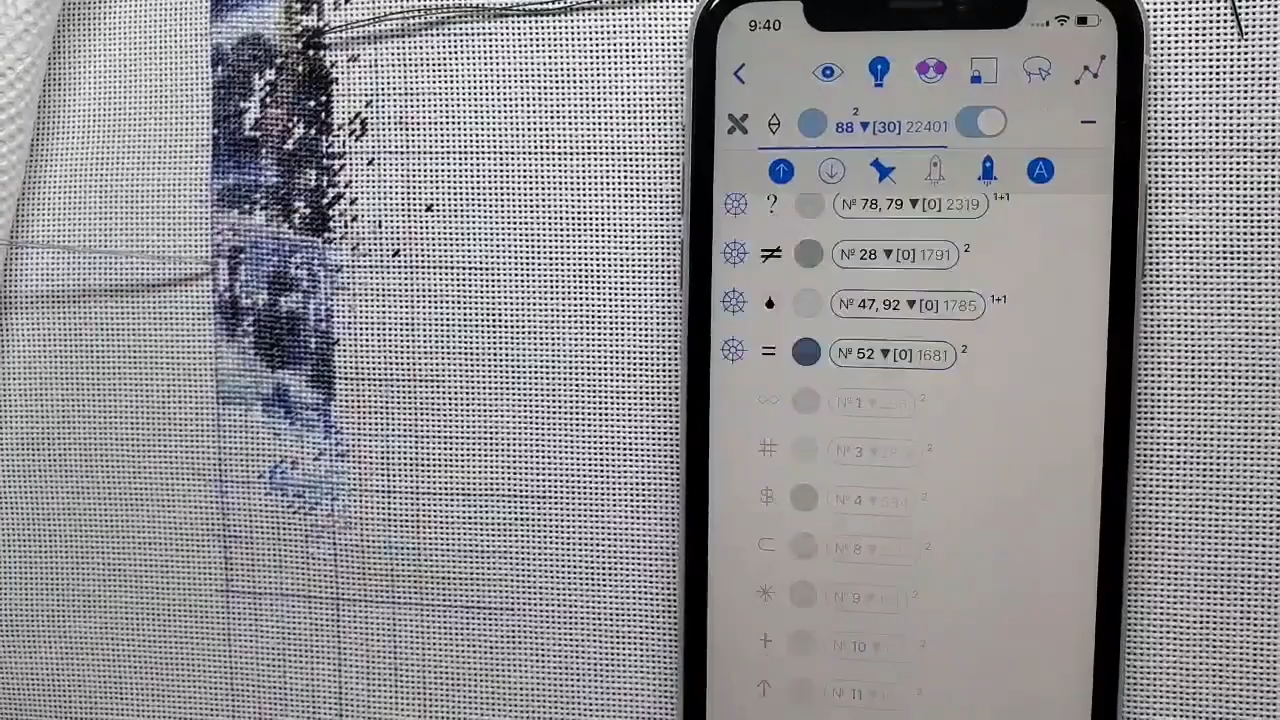 9:40
2
88 ▼[30] 22401
A
? № 78, 79 ▼[0] 2319 1+1
≠ № 28 ▼[0] 1791 2
№ 47, 92 ▼[0] 1785 1+1
= № 52 ▼[0] 1681 2
№ 1 ▼ 2
# № 3 ▼ 2
$ № 4 ▼ 2
⊂ № 8 ▼ 2
* № 9 ▼ 2
+ № 10 ▼ 2
↑ № 11 ▼ 2